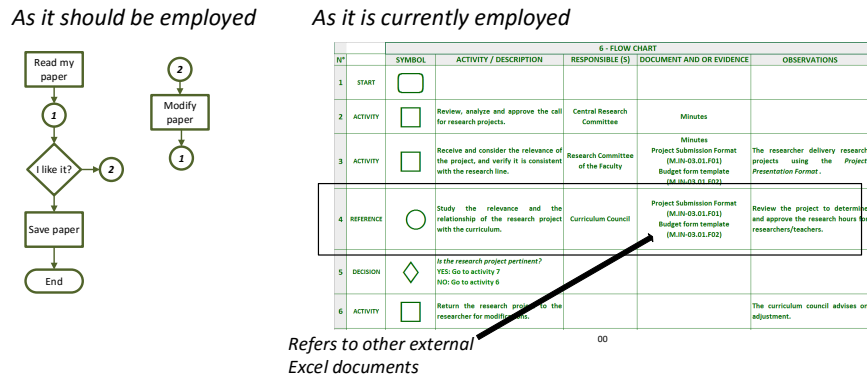 As it should be employed
As it is currently employed
Read my
paper
1
I like it?
2
Save paper
End
2
Modify
paper
1
6 - FLOW CHART
N° SYMBOL ACTIVITY / DESCRIPTION RESPONSIBLE (S) DOCUMENT AND OR EVIDENCE OBSERVATIONS
1 START
2 ACTIVITY
Review, analyze and approve the call
for research projects.
Central Research
Committee
Minutes
3 ACTIVITY
Receive and consider the relevance of
the project, and verify it is consistent
with the research line.
Research Committee
of the Faculty
Minutes
Project Submission Format
(M.IN-03.01.F01)
Budget form template
(M.IN-03.01.F02)
The researcher delivery research
projects using the Project
Presentation Format .
4 REFERENCE
Study the relevance and the
relationship of the research project
with the curriculum.
Curriculum Council
Project Submission Format
(M.IN-03.01.F01)
Budget form template
(M.IN-03.01.F02)
Review the project to determine
and approve the research hours for
researchers/teachers.
5 DECISION
Is the research project pertinent?
YES: Go to activity 7
NO: Go to activity 6
6 ACTIVITY
Return the research project to the
researcher for modifications.
The curriculum council advises on
adjustment.
Refers to other external
Excel documents
00